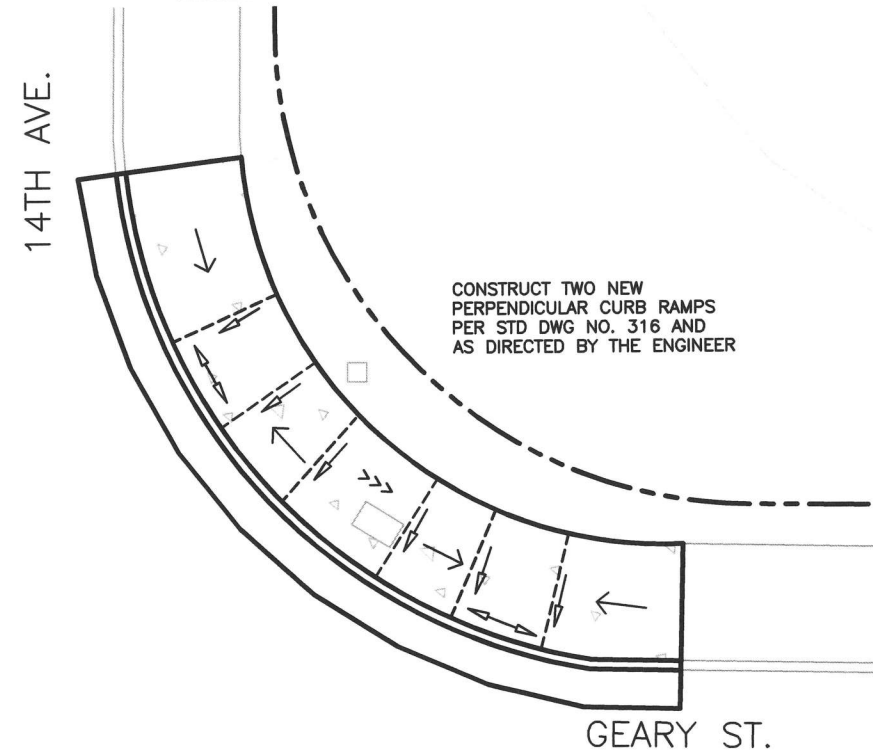 14TH AVE.
CONSTRUCT TWO NEW
PERPENDICULAR CURB RAMPS
PER STD DWG NO. 316 AND
AS DIRECTED BY THE ENGINEER
GEARY ST.